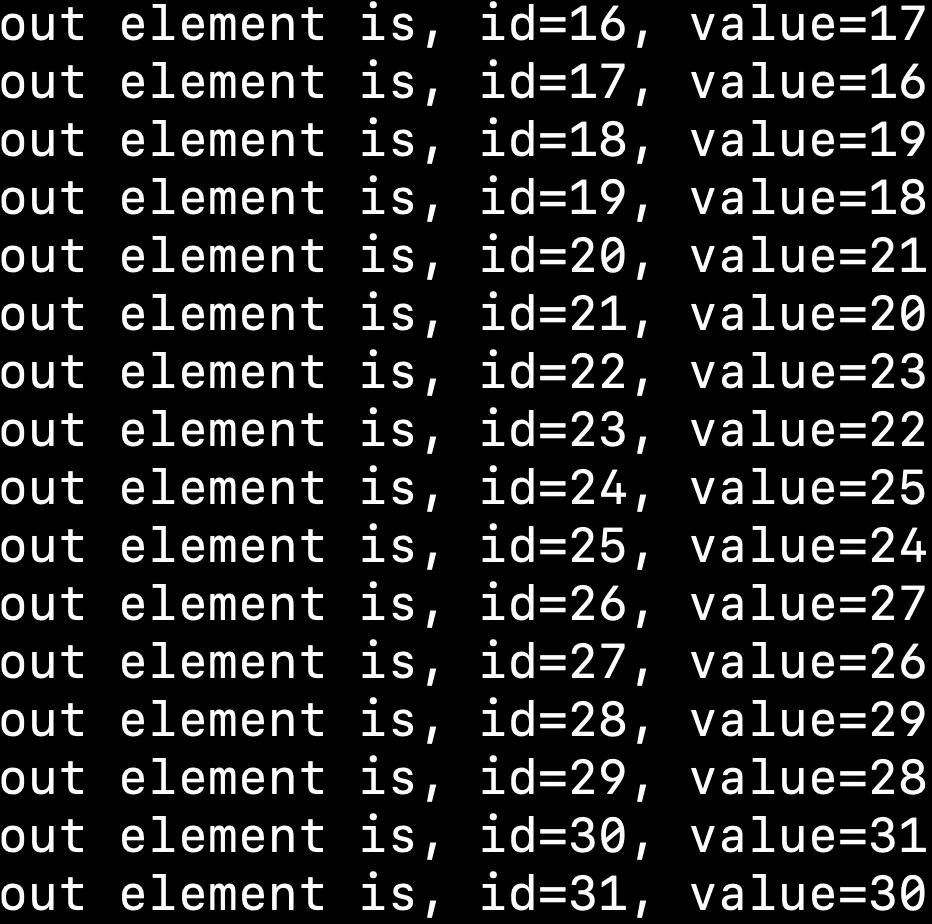 out element is, id=16, value=17
out element is, id=17, value=16
out element is, id=18, value=19
out element is, id=19, value=18
out element is, id=20, value=21
out element is, id=21, value=20
out element is, id=22, value=23
out element is, id=23, value=22
out element is, id=24, value=25
out element is, id=25, value=24
out element is, id=26, value=27
out element is, id=27, value=26
out element is, id=28, value=29
out element is, id=29, value=28
out element is, id=30, value=31
out element is, id=31, value=30